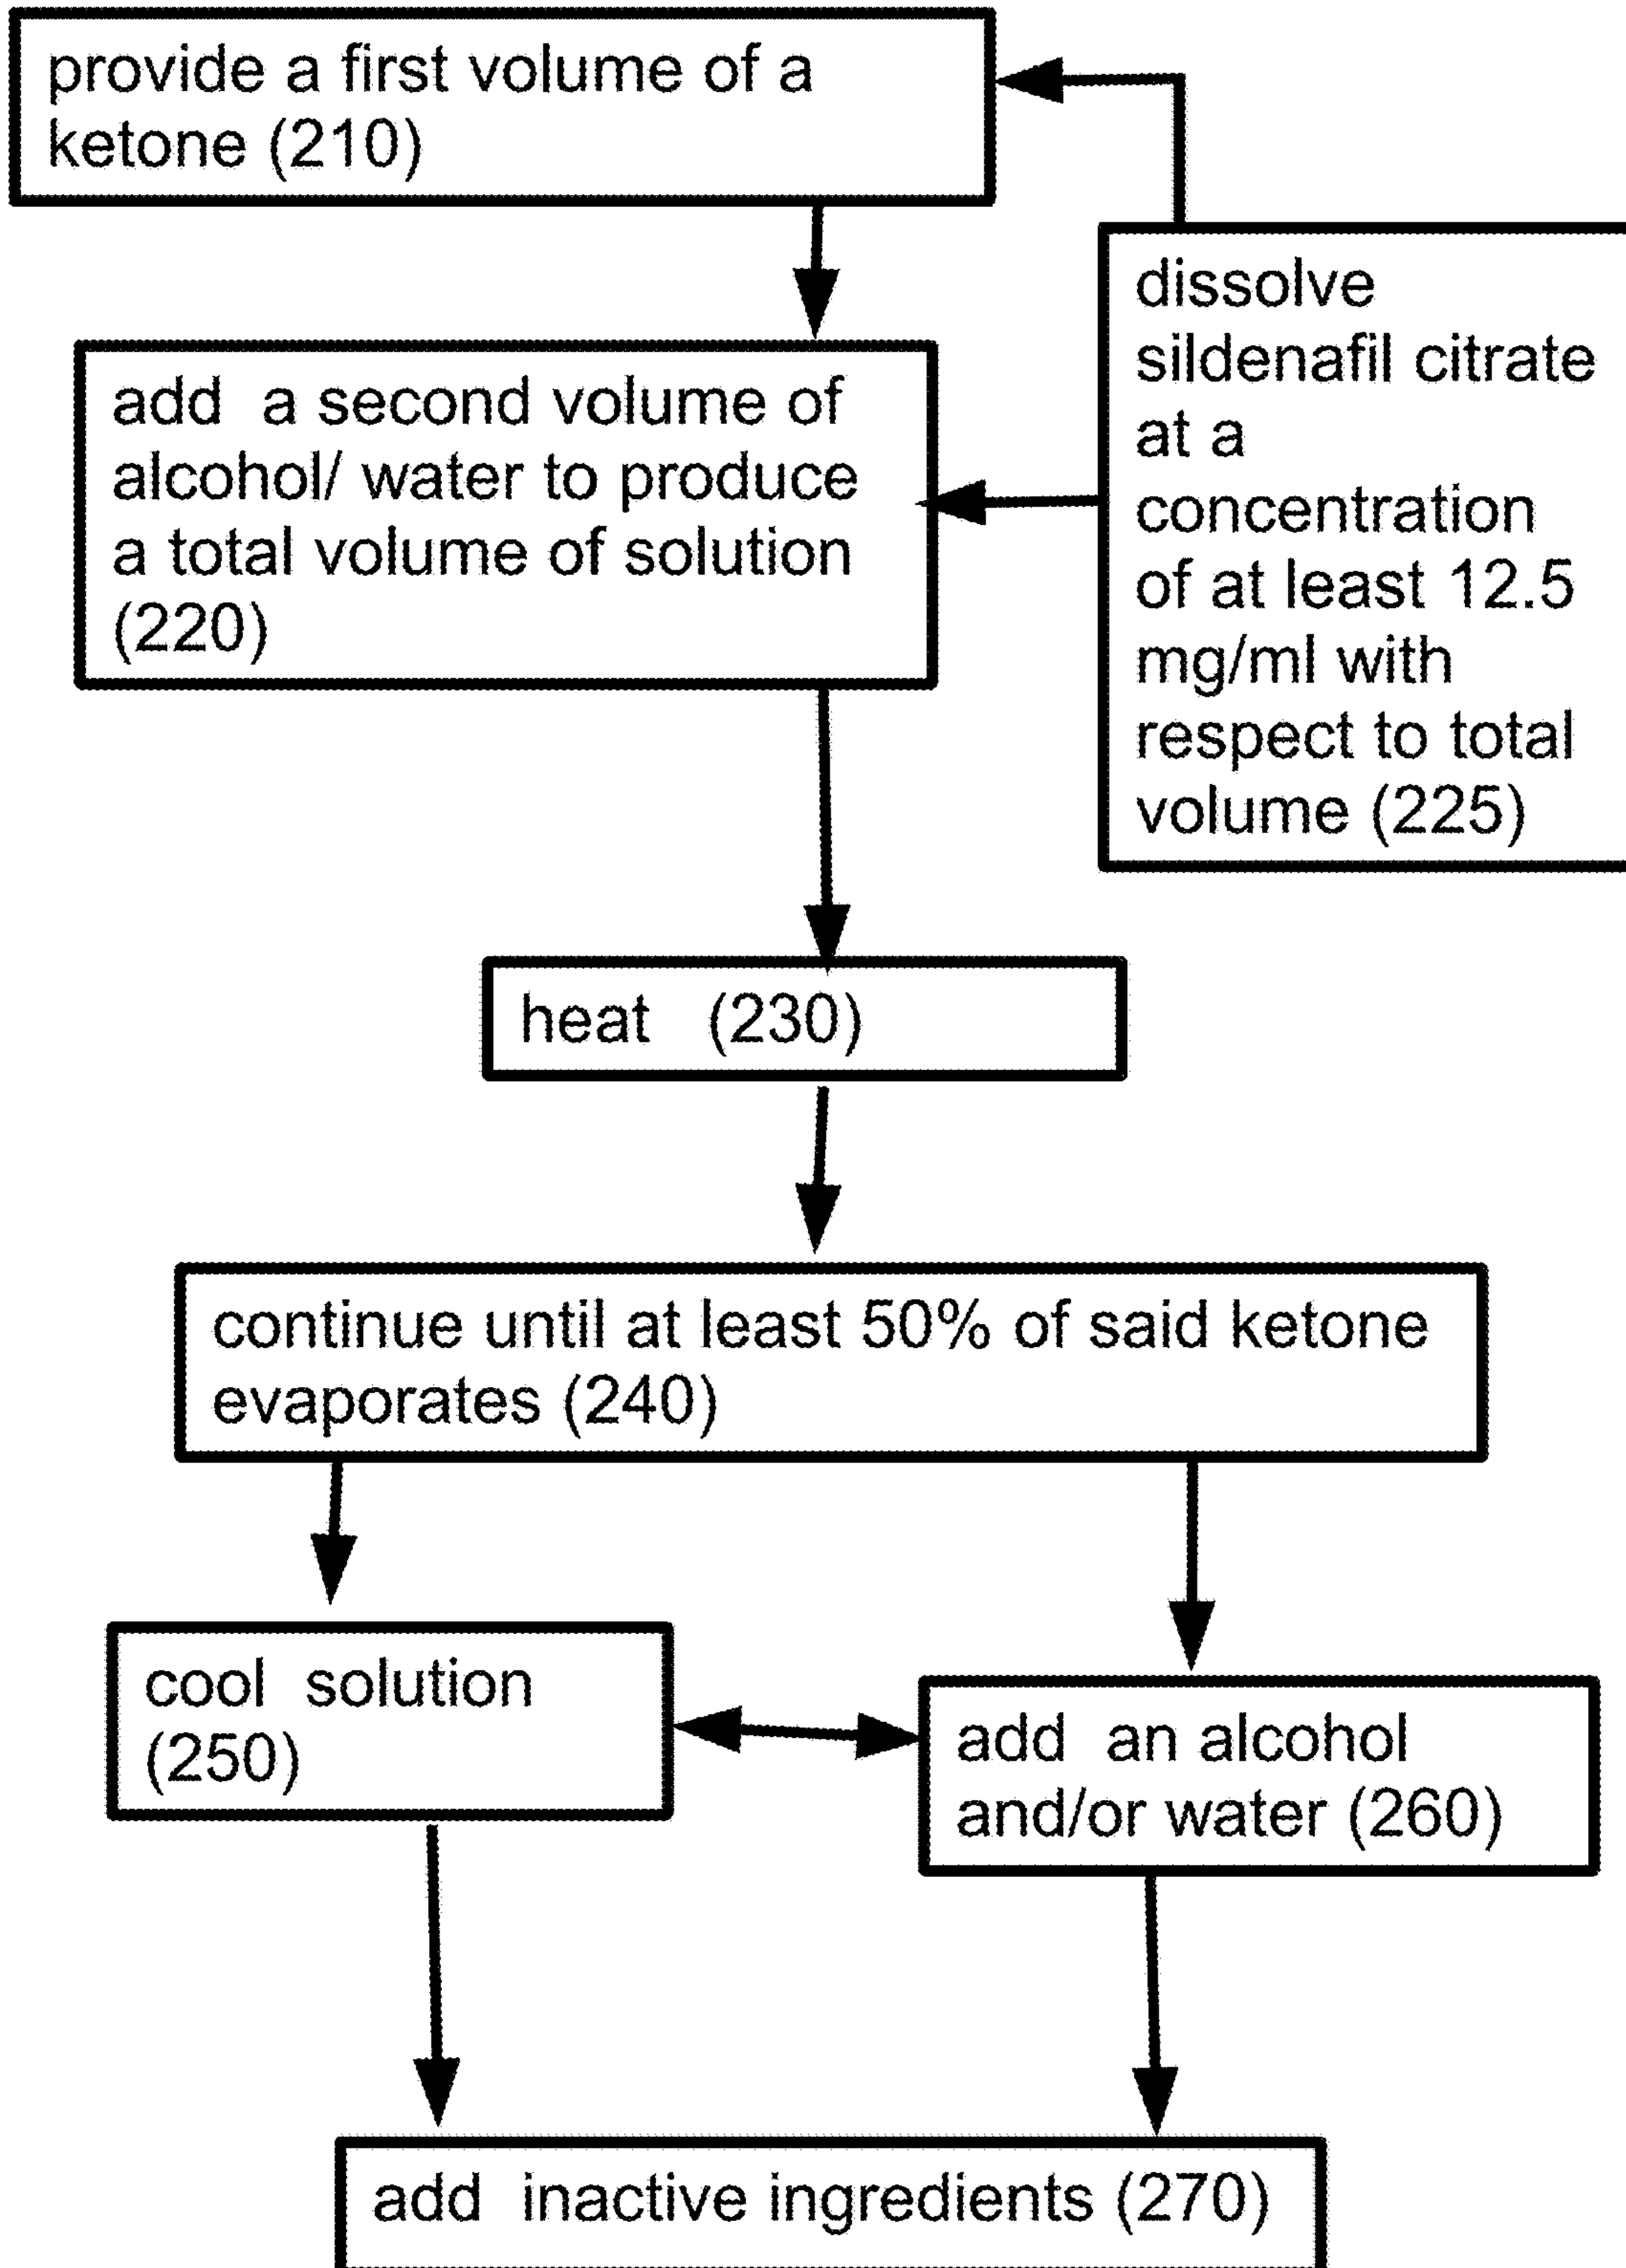 provide a first volume of a
ketone (210)
add a second volume of
alcohol/ water to produce
a total volume of solution
(220)
dissolve
sildenafil citrate
at a
concentration
of at least 12.5
mg/ml with
respect to total
volume (225)
heat (230)
continue until at least 50% of said ketone
evaporates (240)
cool solution
(250)
add an alcohol
and/or water (260)
add inactive ingredients (270)